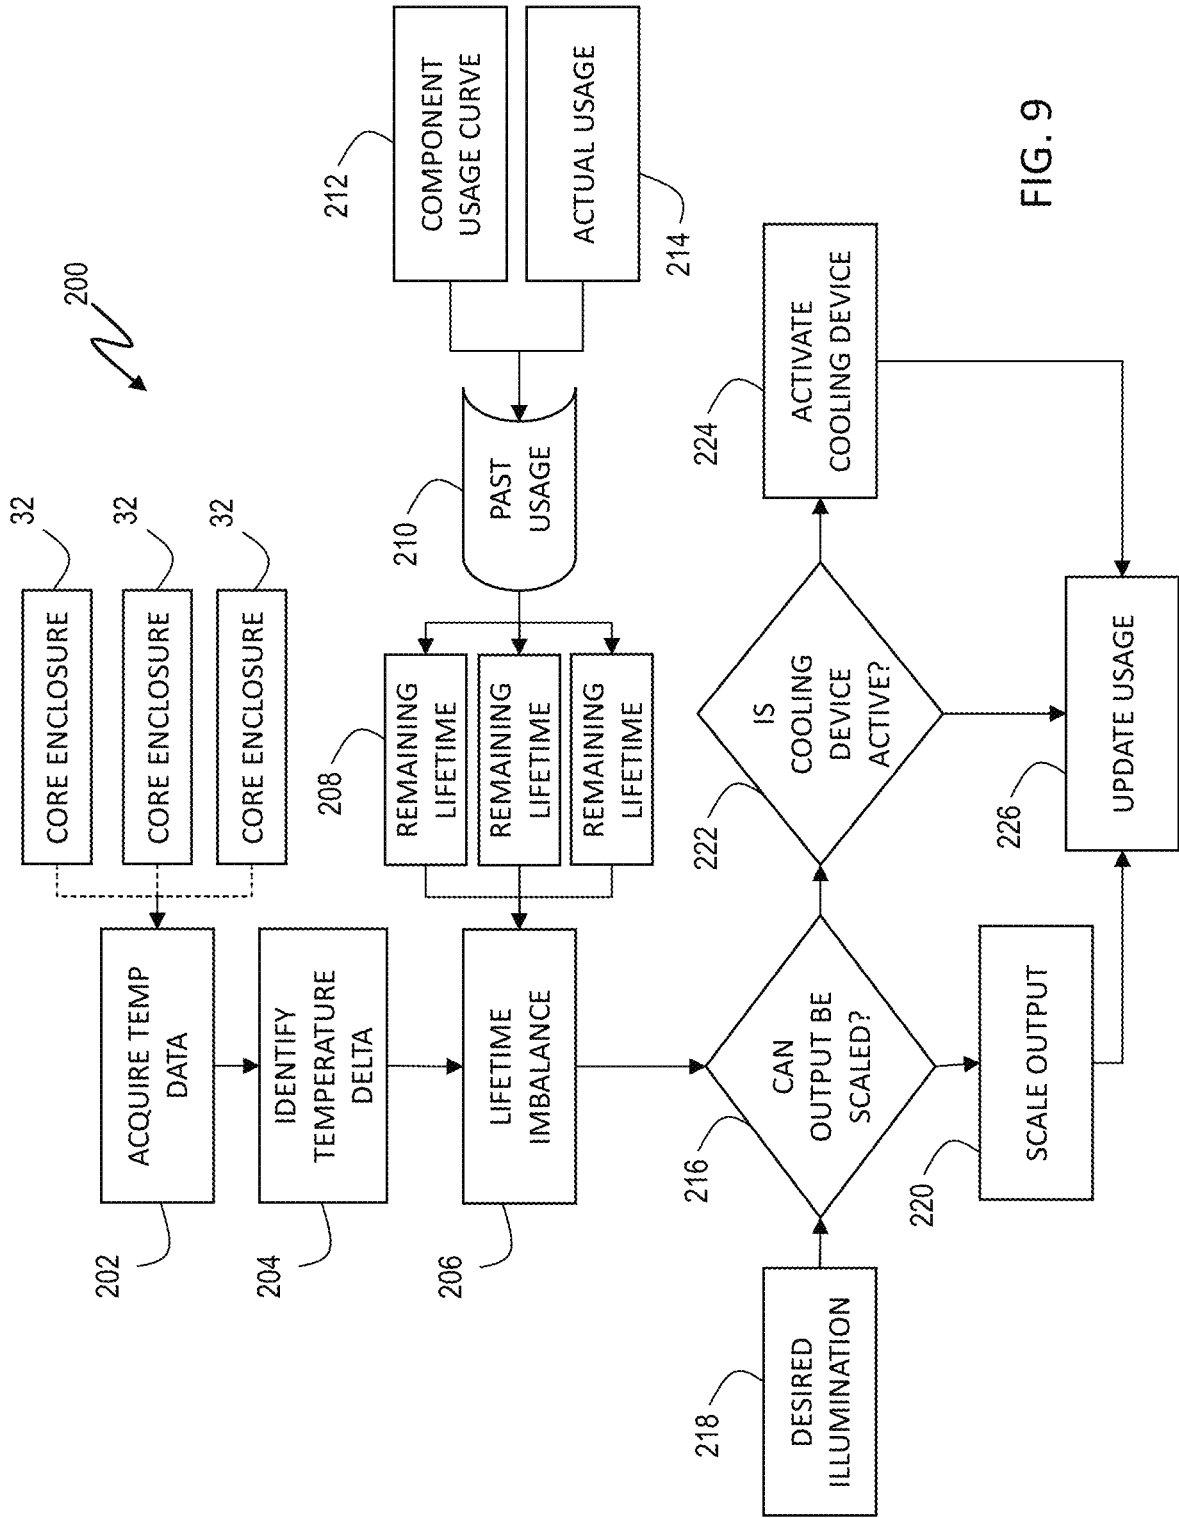 200
CORE ENCLOSURE
32
CORE ENCLOSURE
32
CORE ENCLOSURE
32
202
ACQUIRE TEMP
DATA
204
IDENTIFY
TEMPERATURE
DELTA
206
LIFETIME
IMBALANCE
208
REMAINING
LIFETIME
REMAINING
LIFETIME
REMAINING
LIFETIME
210
PAST
USAGE
212
COMPONENT
USAGE CURVE
ACTUAL USAGE
214
218
DESIRED
ILLUMINATION
216
CAN
OUTPUT BE
SCALED?
222
IS
COOLING
DEVICE
ACTIVE?
224
ACTIVATE
COOLING DEVICE
220
SCALE OUTPUT
226
UPDATE USAGE
FIG. 9